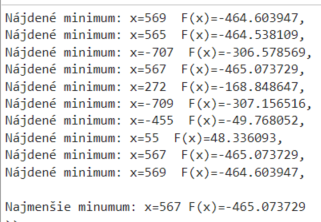 Nájdené minimum: x=569  F(x)=-464.603947,
Nájdené minimum: x=565  F(x)=-464.538109,
Nájdené minimum: x=-707  F(x)=-306.578569,
Nájdené minimum: x=567  F(x)=-465.073729,
Nájdené minimum: x=272  F(x)=-168.848647,
Nájdené minimum: x=-709  F(x)=-307.156516,
Nájdené minimum: x=-455  F(x)=-49.768052,
Nájdené minimum: x=55  F(x)=48.336093,
Nájdené minimum: x=567  F(x)=-465.073729,
Nájdené minimum: x=569  F(x)=-464.603947,
Najmenšie minumum: x=567 F(x)=-465.073729